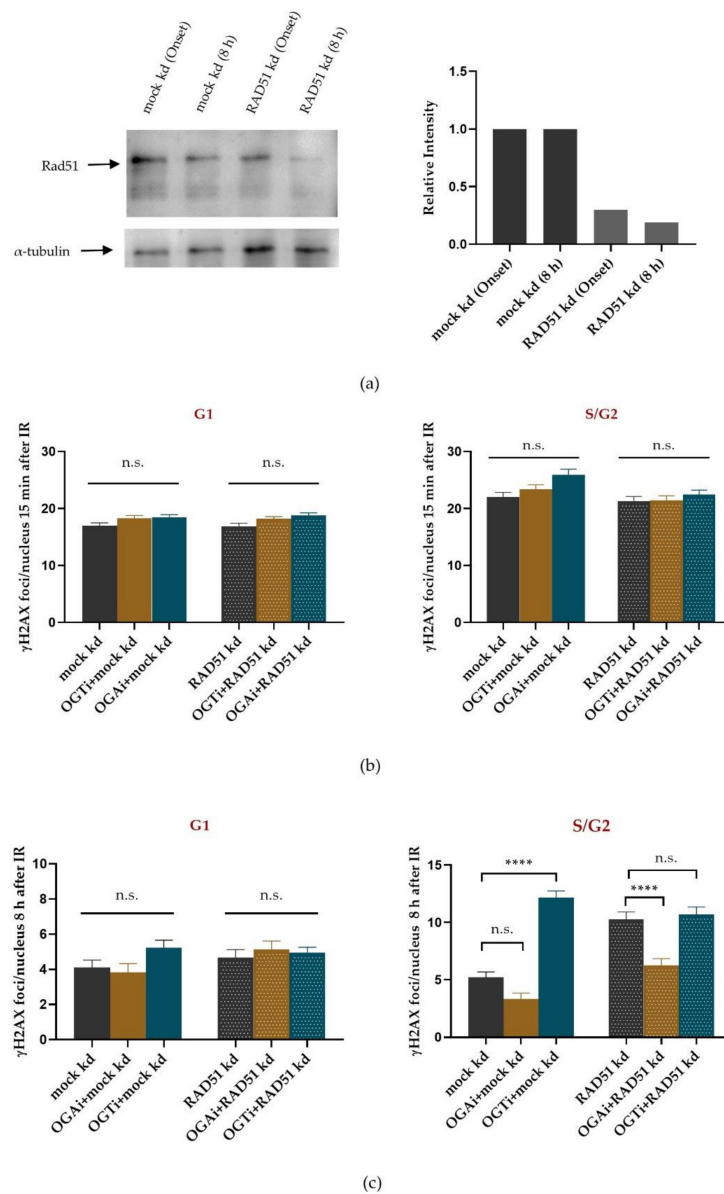 mock kd (Onset)
mock kd (8 h)
RAD51 kd (Onset)
RAD51 kd (8 h)
Rad51
α-tubulin
Relative Intensity
1.5
1.0
0.5
0.0
mock kd (Onset)
mock kd (8 h)
RAD51 kd (Onset)
RAD51 kd (8 h)
(a)
G1
γH2AX foci/nucleus 15 min after IR
30
20
10
0
n.s.
n.s.
mock kd
OGTi+mock kd
OGAi+mock kd
RAD51 kd
OGTi+RAD51 kd
OGAi+RAD51 kd
S/G2
γH2AX foci/nucleus 15 min after IR
30
20
10
0
n.s.
n.s.
mock kd
OGTi+mock kd
OGAi+mock kd
RAD51 kd
OGTi+RAD51 kd
OGAi+RAD51 kd
(b)
G1
γH2AX foci/nucleus 8 h after IR
10
8
6
4
2
0
n.s.
n.s.
mock kd
OGAi+mock kd
OGTi+mock kd
RAD51 kd
OGAi+RAD51 kd
OGTi+RAD51 kd
S/G2
γH2AX foci/nucleus 8 h after IR
15
10
5
0
****
n.s.
n.s.
****
mock kd
OGAi+mock kd
OGTi+mock kd
RAD51 kd
OGAi+RAD51 kd
OGTi+RAD51 kd
(c)